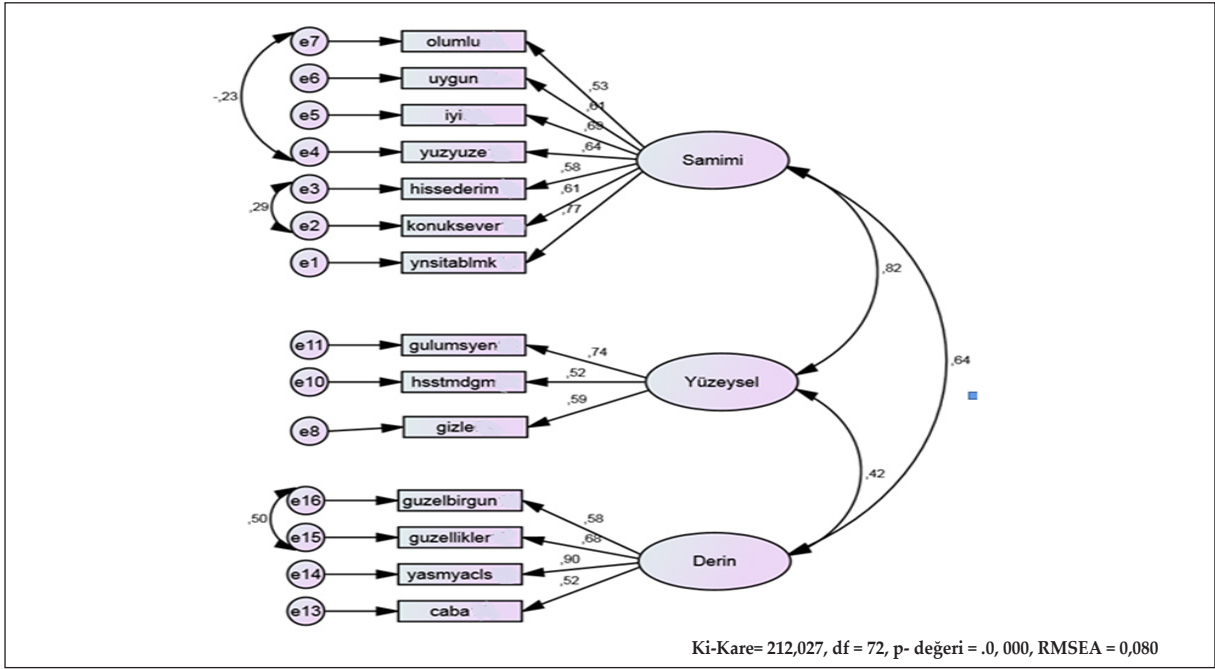 e7 olumlu
,53
e6 uygun
,61
-,23
e5 iyi
,69
e4 yuzyuze
,64
Samimi
e3 hissederim
,58
,29
e2 konuksever
,61
,77
e1 ynsitablmk
,82
e11 gulumsyen
,74
,64
e10 hsstmdgm
,52
Yüzeysel
e8 gizle
,59
,42
e16 guzelbirgun
,58
,50
e15 guzellikler
,68
Derin
e14 yasmyacls
,90
e13 caba
,52
Ki-Kare= 212,027, df = 72, p- değeri = .0, 000, RMSEA = 0,080